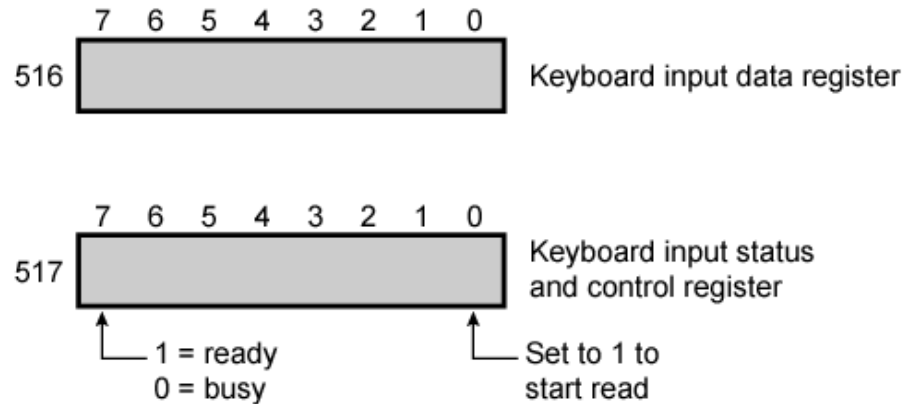 7 6 5 4 3 2 1 0
516 Keyboard input data register
7 6 5 4 3 2 1 0
517 Keyboard input status
and control register
1 = ready
0 = busy
Set to 1 to
start read